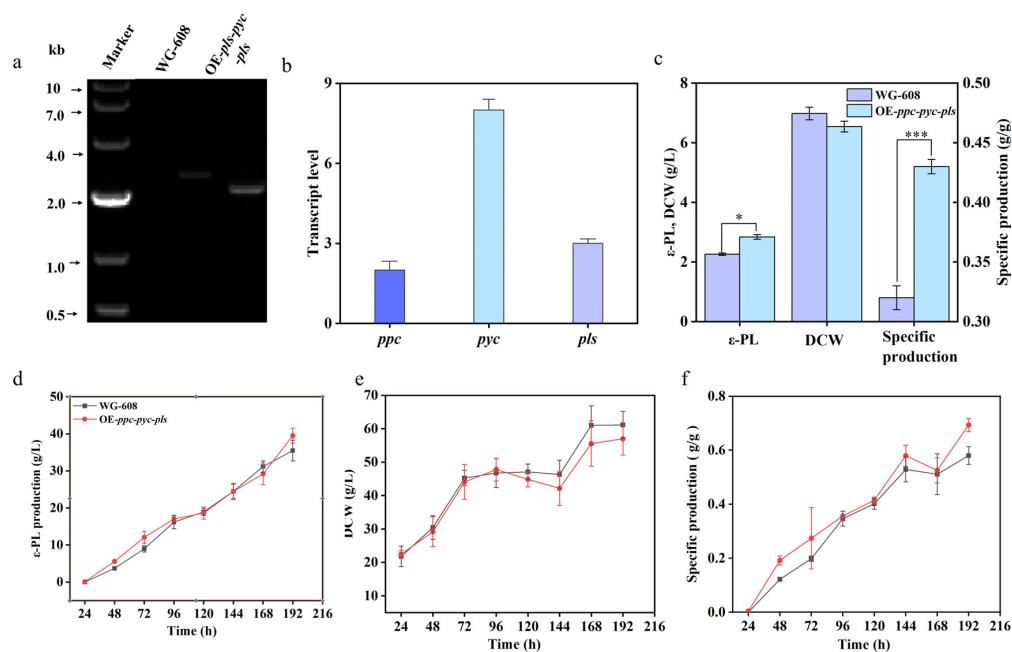 a
kb
Marker
WG-608
OE-pls-pyc
-pls
10
7.0
4.0
2.0
1.0
0.5
b
Transcript level
9
6
3
0
ppc
pyc
pls
c
WG-608
OE-ppc-pyc-pls
ε-PL, DCW (g/L)
8
6
4
2
0
*
***
ε-PL
DCW
Specific
production
0.50
0.45
0.40
0.35
0.30
Specific production (g/g)
d
WG-608
OE-ppc-pyc-pls
ε-PL production (g/L)
50
40
30
20
10
0
24 48 72 96 120 144 168 192 216
Time (h)
e
DCW (g/L)
70
60
50
40
30
20
10
24 48 72 96 120 144 168 192 216
Time (h)
f
Specific production ( g/g)
0.8
0.6
0.4
0.2
0.0
24 48 72 96 120 144 168 192 216
Time (h)